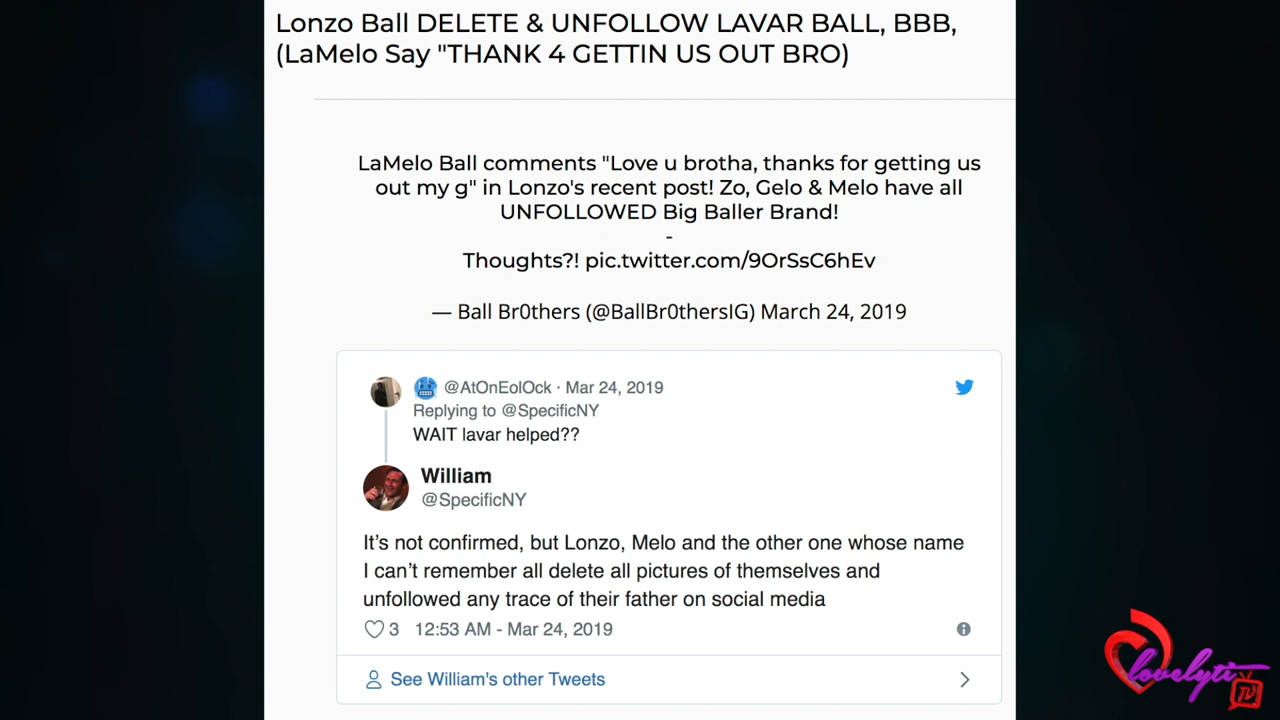 Lonzo Ball DELETE & UNFOLLOW LAVAR BALL, BBB,
(LaMelo Say "THANK 4 GETTIN US OUT BRO)
LaMelo Ball comments "Love u brotha, thanks for getting us
out my g" in Lonzo's recent post! Zo, Gelo & Melo have all
UNFOLLOWED Big Baller Brand!
-
Thoughts?! pic.twitter.com/9OrSsC6hEv
— Ball Br0thers (@BallBr0thersIG) March 24, 2019
@AtOnEolOck · Mar 24, 2019
Replying to @SpecificNY
WAIT lavar helped??
William
@SpecificNY
It's not confirmed, but Lonzo, Melo and the other one whose name
I can't remember all delete all pictures of themselves and
unfollowed any trace of their father on social media
3 12:53 AM - Mar 24, 2019
See William's other Tweets
lovelyti
TV